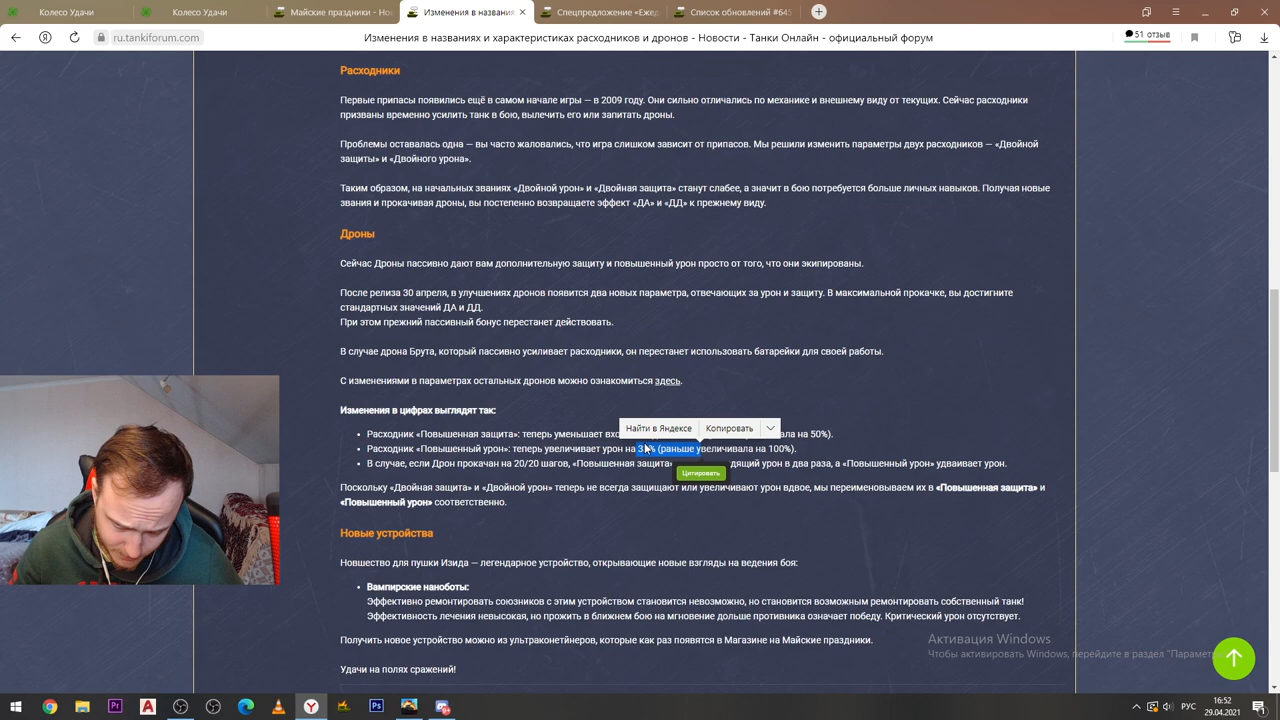 Колесо Удачи
Колесо Удачи
Майские праздники - Но
Изменения в названия
Спецпредложение «Ежед
Список обновлений #645
ru.tankiforum.com
Изменения в названиях и характеристиках расходников и дронов - Новости - Танки Онлайн - официальный форум
51 отзыв
Расходники
Первые припасы появились ещё в самом начале игры — в 2009 году. Они сильно отличались по механике и внешнему виду от текущих. Сейчас расходники
призваны временно усилить танк в бою, вылечить его или запитать дроны.
Проблемы оставалась одна — вы часто жаловались, что игра слишком зависит от припасов. Мы решили изменить параметры двух расходников — «Двойной
защиты» и «Двойного урона».
Таким образом, на начальных званиях «Двойной урон» и «Двойная защита» станут слабее, а значит в бою потребуется больше личных навыков. Получая новые
звания и прокачивая дроны, вы постепенно возвращаете эффект «ДА» и «ДД» к прежнему виду.
Дроны
Сейчас Дроны пассивно дают вам дополнительную защиту и повышенный урон просто от того, что они экипированы.
После релиза 30 апреля, в улучшениях дронов появится два новых параметра, отвечающих за урон и защиту. В максимальной прокачке, вы достигните
стандартных значений ДА и ДД.
При этом прежний пассивный бонус перестанет действовать.
В случае дрона Брута, который пассивно усиливает расходники, он перестанет использовать батарейки для своей работы.
С изменениями в параметрах остальных дронов можно ознакомиться здесь.
Изменения в цифрах выглядят так:
Найти в Яндексе Копировать
Расходник «Повышенная защита»: теперь уменьшает вхо ала на 50%).
Расходник «Повышенный урон»: теперь увеличивает урон на 3 % (раньше увеличивала на 100%).
В случае, если Дрон прокачан на 20/20 шагов, «Повышенная защита» дящий урон в два раза, а «Повышенный урон» удваивает урон.
Цитировать
Поскольку «Двойная защита» и «Двойной урон» теперь не всегда защищают или увеличивают урон вдвое, мы переименовываем их в «Повышенная защита» и
«Повышенный урон» соответственно.
Новые устройства
Новшество для пушки Изида — легендарное устройство, открывающие новые взгляды на ведения боя:
Вампирские наноботы:
Эффективно ремонтировать союзников с этим устройством становится невозможно, но становится возможным ремонтировать собственный танк!
Эффективность лечения невысокая, но прожить в ближнем бою на мгновение дольше противника означает победу. Критический урон отсутствует.
Получить новое устройство можно из ультраконетйнеров, которые как раз появятся в Магазине на Майские праздники.
Удачи на полях сражений!
Активация Windows
Чтобы активировать Windows, перейдите в раздел "Парамет
РУС
16:52
29.04.2021